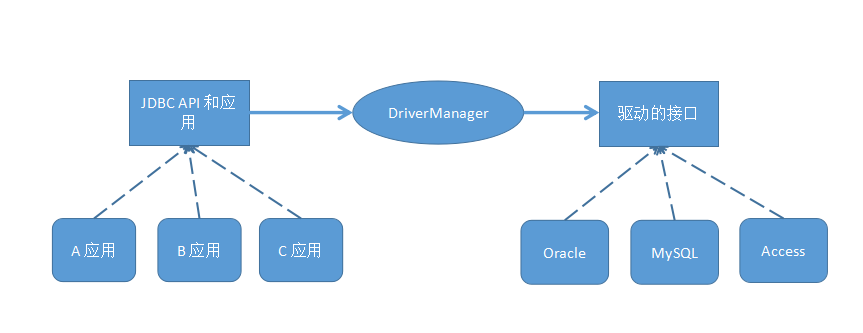 JDBC API 和应
用
DriverManager
驱动的接口
A 应用
B 应用
C 应用
Oracle
MySQL
Access